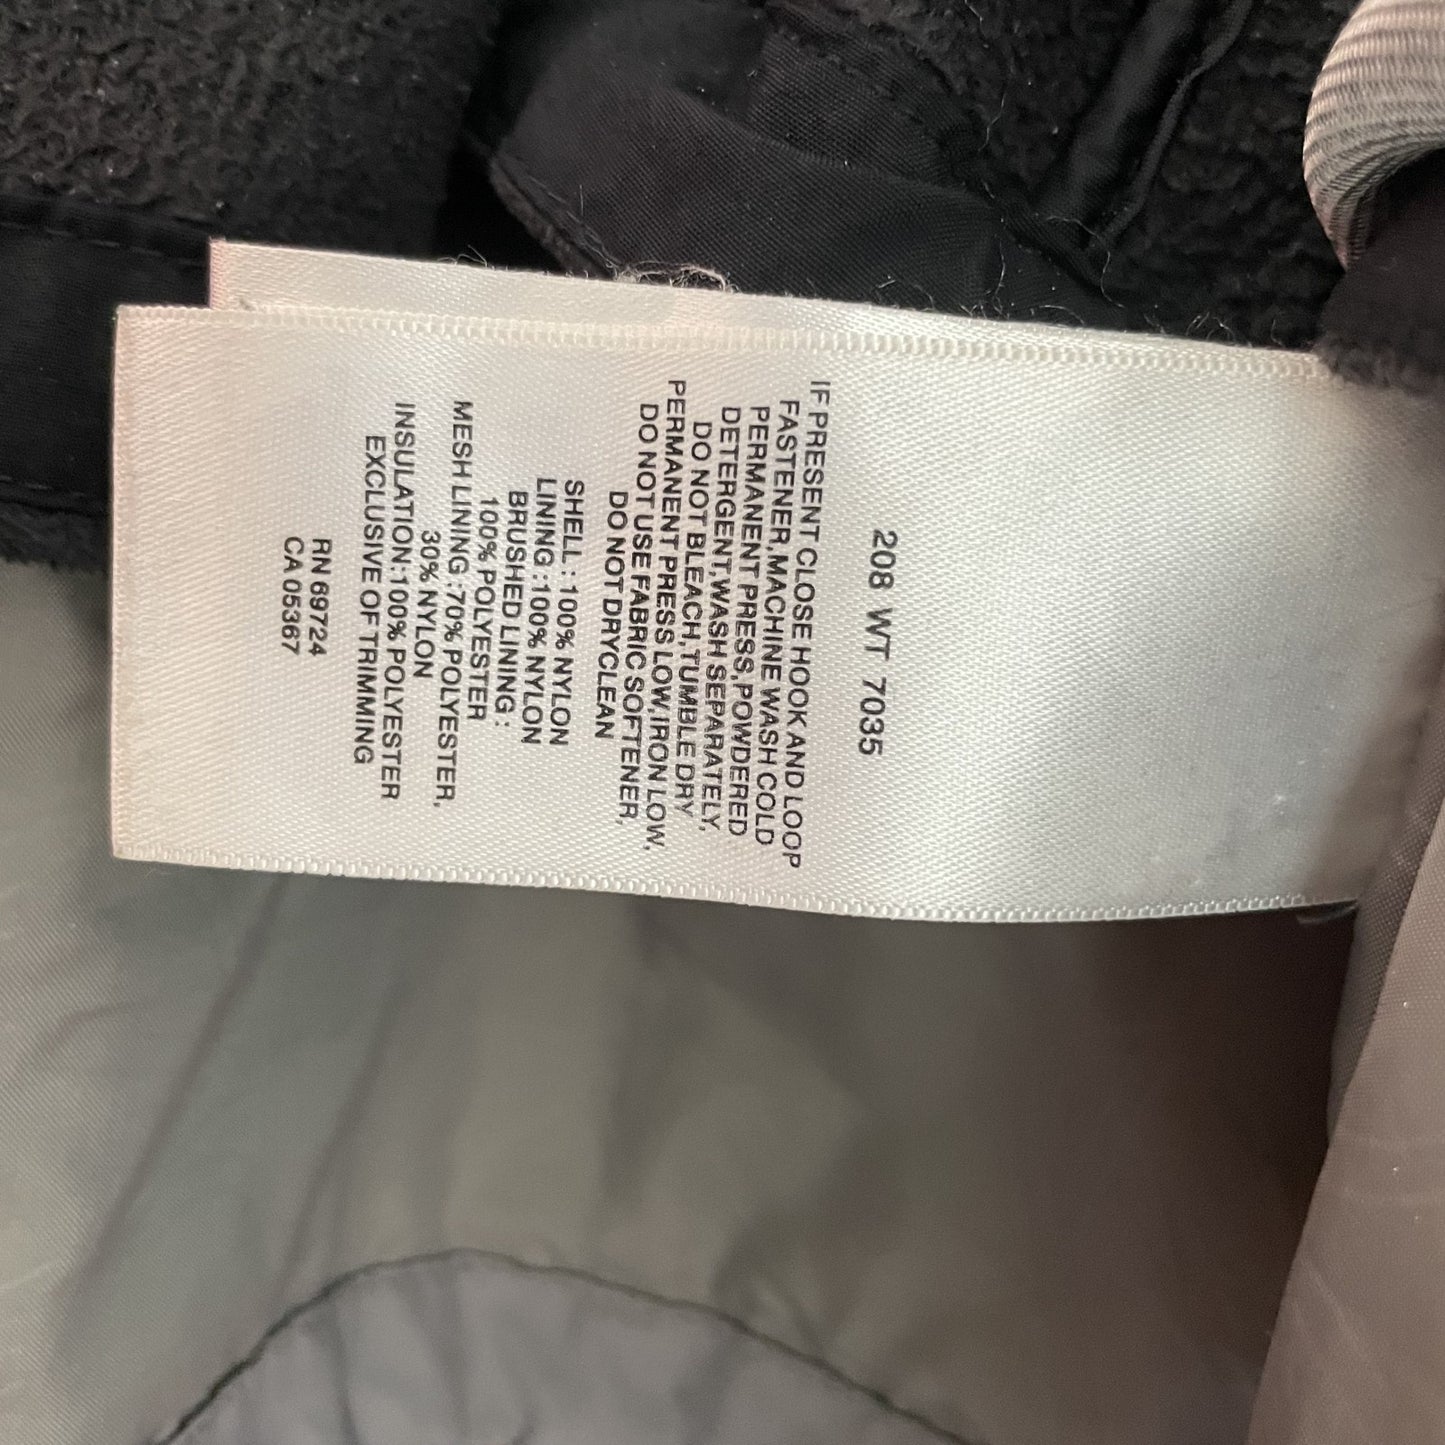 208 WT 7035
IF PRESENT CLOSE HOOK AND LOOP
FASTENER,MACHINE WASH COLD
PERMANENT PRESS,POWDERED
DETERGENT,WASH SEPARATELY,
DO NOT BLEACH,TUMBLE DRY
PERMANENT PRESS LOW,IRON LOW,
DO NOT USE FABRIC SOFTENER,
DO NOT DRYCLEAN
SHELL : 100% NYLON
LINING :100% NYLON
BRUSHED LINING :
100% POLYESTER
MESH LINING :70% POLYESTER,
30% NYLON
INSULATION:100% POLYESTER
EXCLUSIVE OF TRIMMING
RN 69724
CA 05367